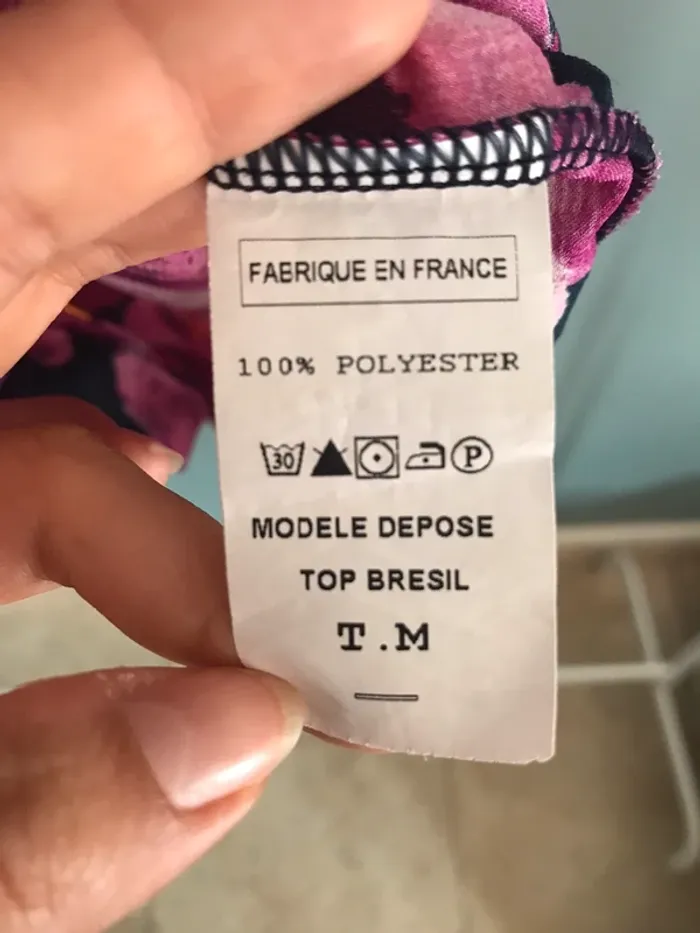 FABRIQUE EN FRANCE
100% POLYESTER
30 P
MODELE DEPOSE
TOP BRESIL
T.M